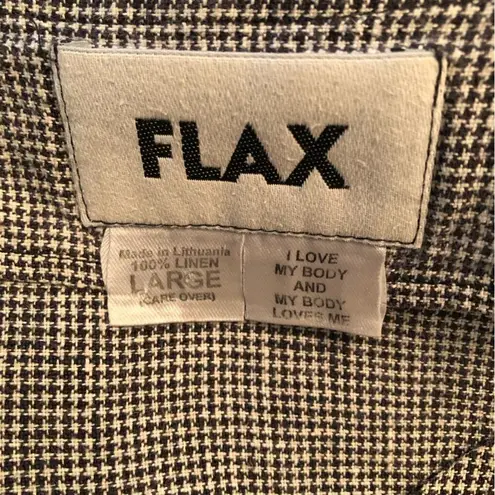 FLAX
Made in Lithuania
100% LINEN
LARGE
(CARE OVER)
I LOVE
MY BODY
AND
MY BODY
LOVES ME